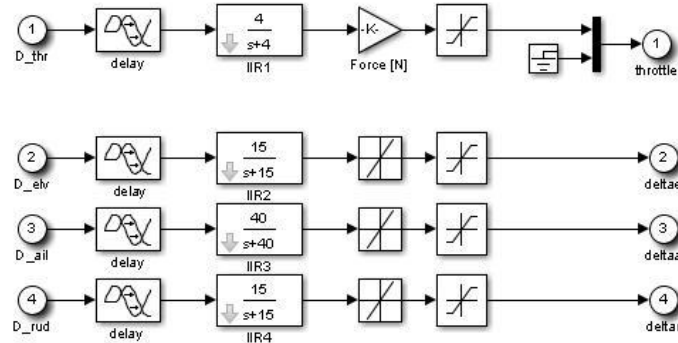 1
D_thr
delay
4
s+4
IIR1
-K-
Force [N]
1
throttle
2
D_elv
delay
15
s+15
IIR2
2
deltae
3
D_ail
delay
40
s+40
IIR3
3
deltaa
4
D_rud
delay
15
s+15
IIR4
4
deltar